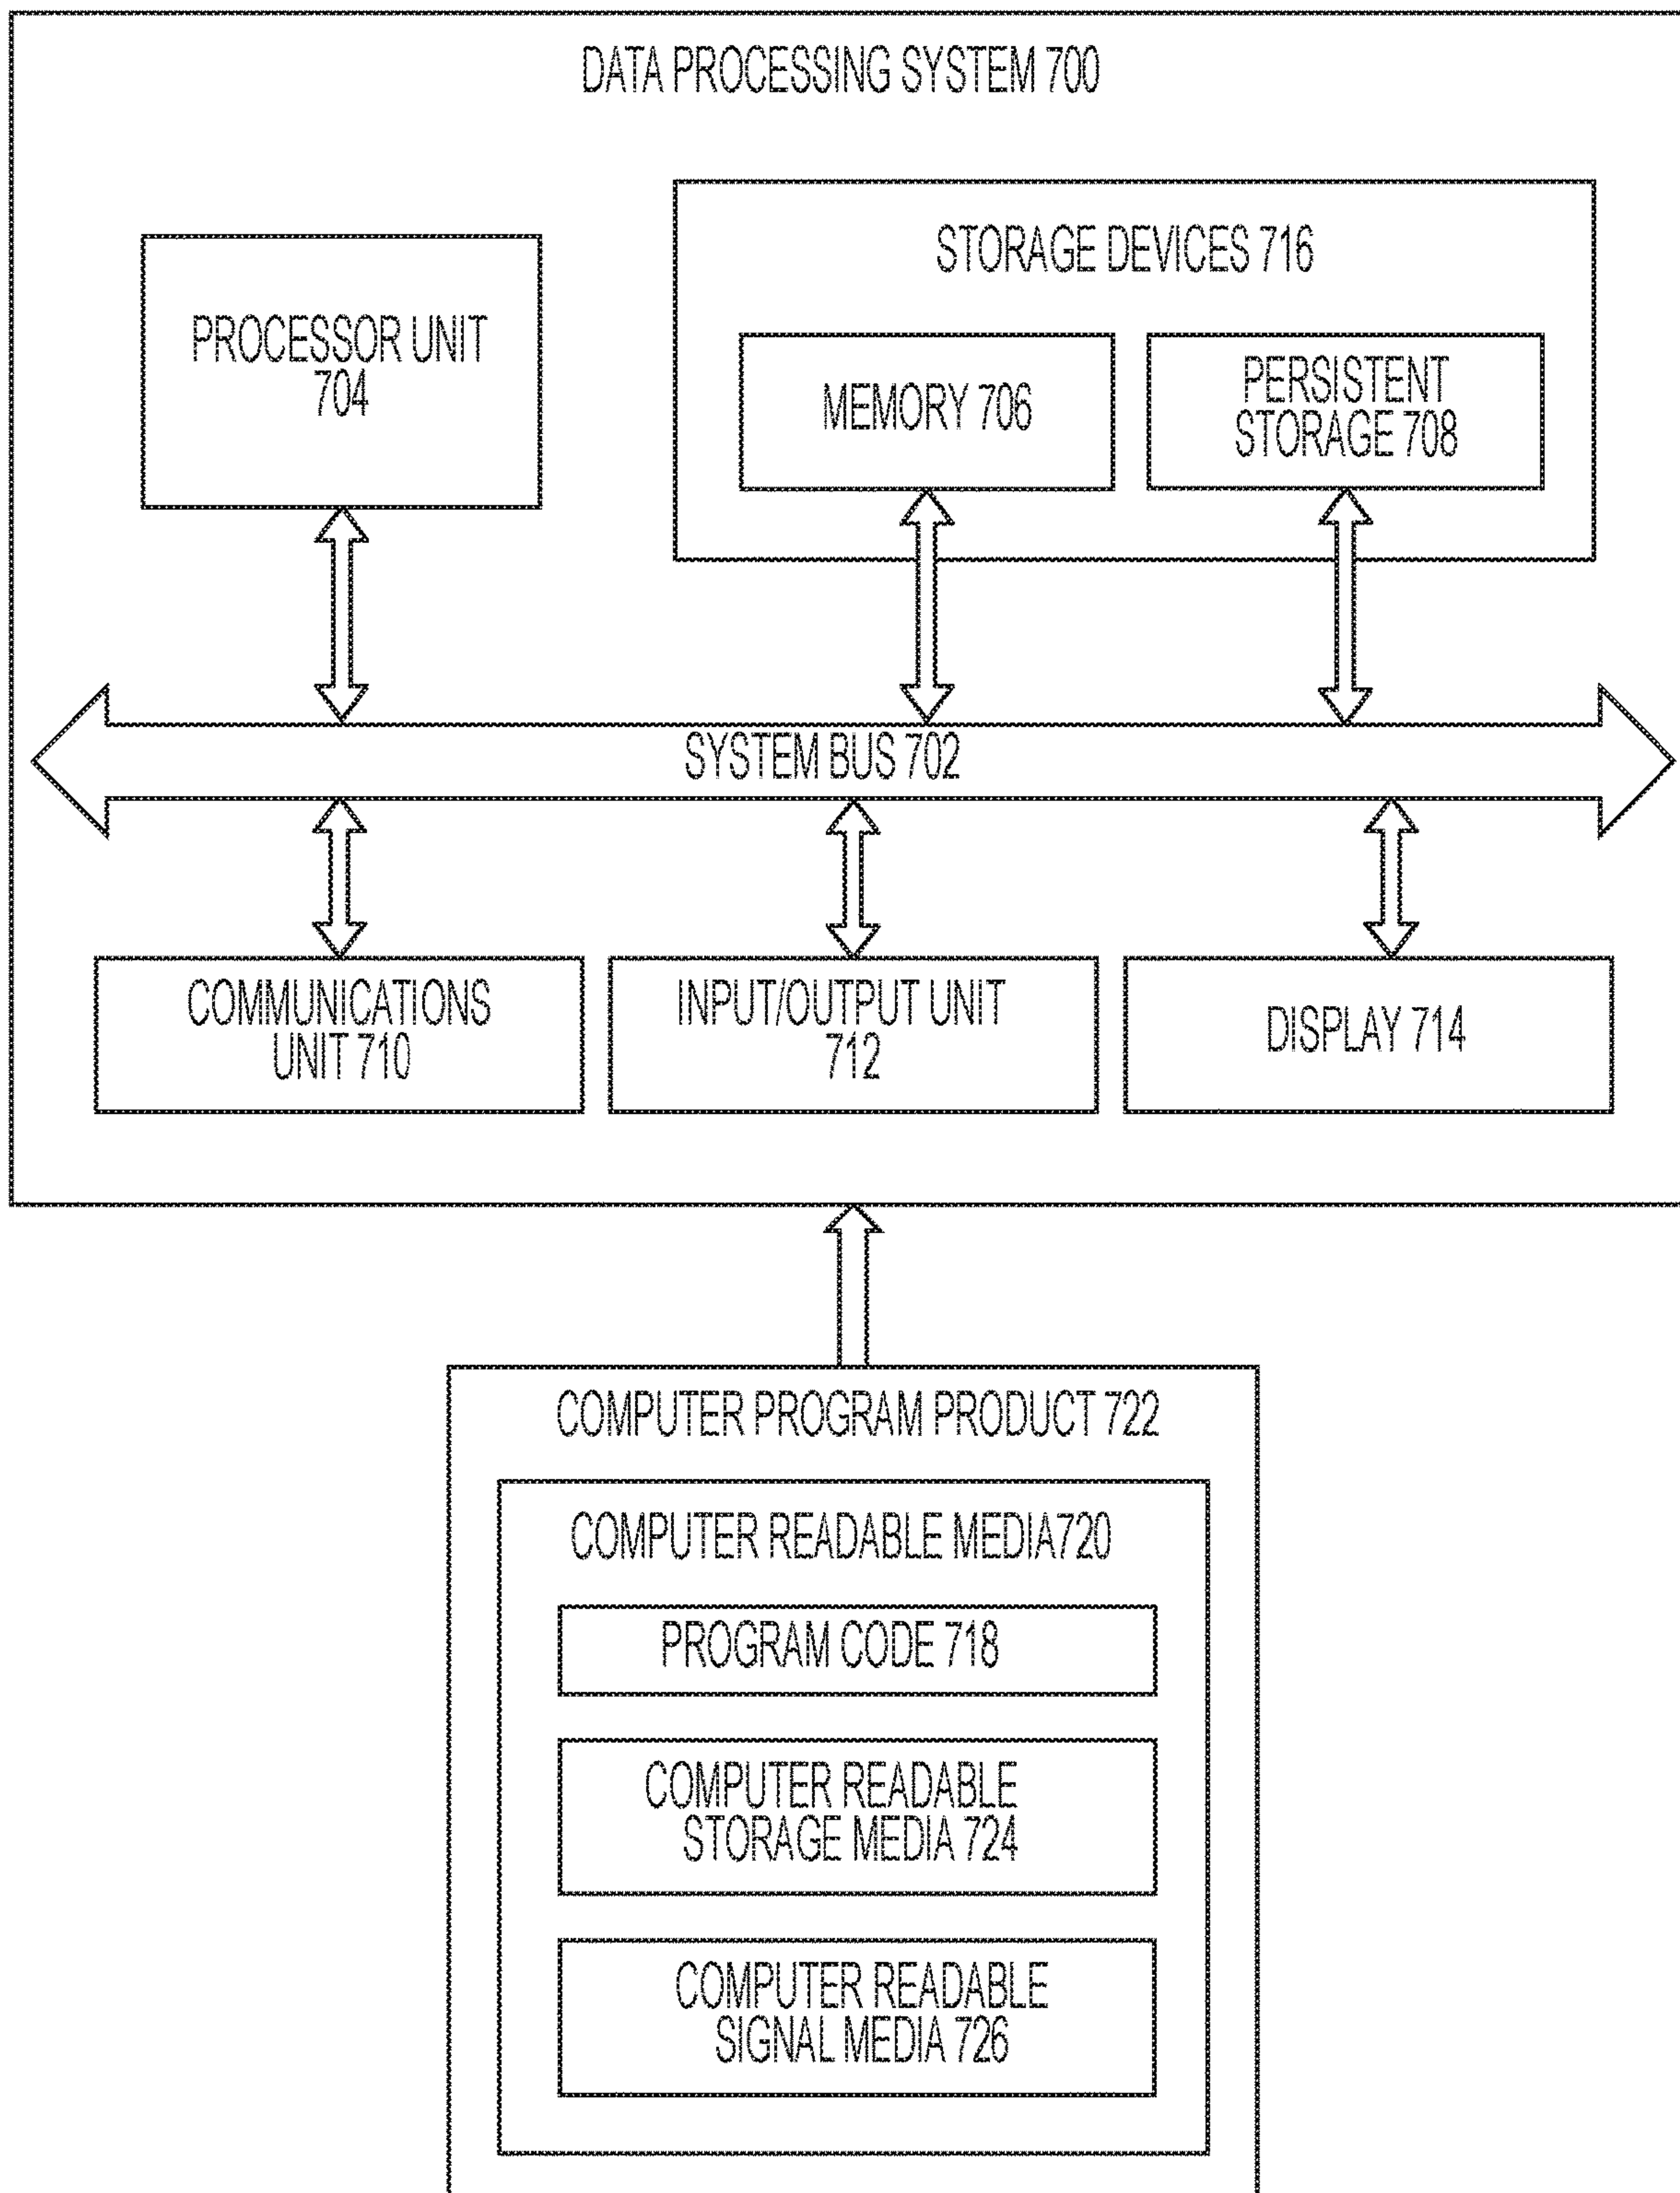 DATA PROCESSING SYSTEM 700
STORAGE DEVICES 716
PROCESSOR UNIT
704
MEMORY 706
PERSISTENT
STORAGE 708
SYSTEM BUS 702
COMMUNICATIONS
UNIT 710
INPUT/OUTPUT UNIT
712
DISPLAY 714
COMPUTER PROGRAM PRODUCT 722
COMPUTER READABLE MEDIA720
PROGRAM CODE 718
COMPUTER READABLE
STORAGE MEDIA 724
COMPUTER READABLE
SIGNAL MEDIA 726